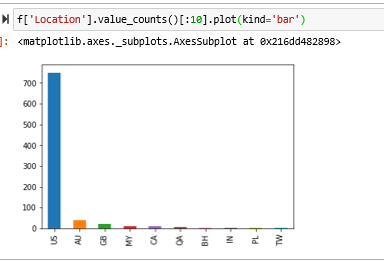 f['Location'].value_counts()[:10].plot(kind='bar')
]: <matplotlib.axes._subplots.AxesSubplot at 0x216dd482898>
700
600
500
400
300
200
100
0
US AU GB MY CA QA BH IN PL TW